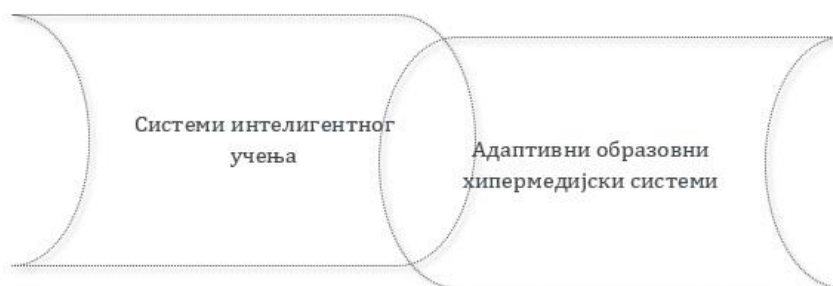 Системи интелигентног
учења
Адаптивни образовни
хипермедијски системи